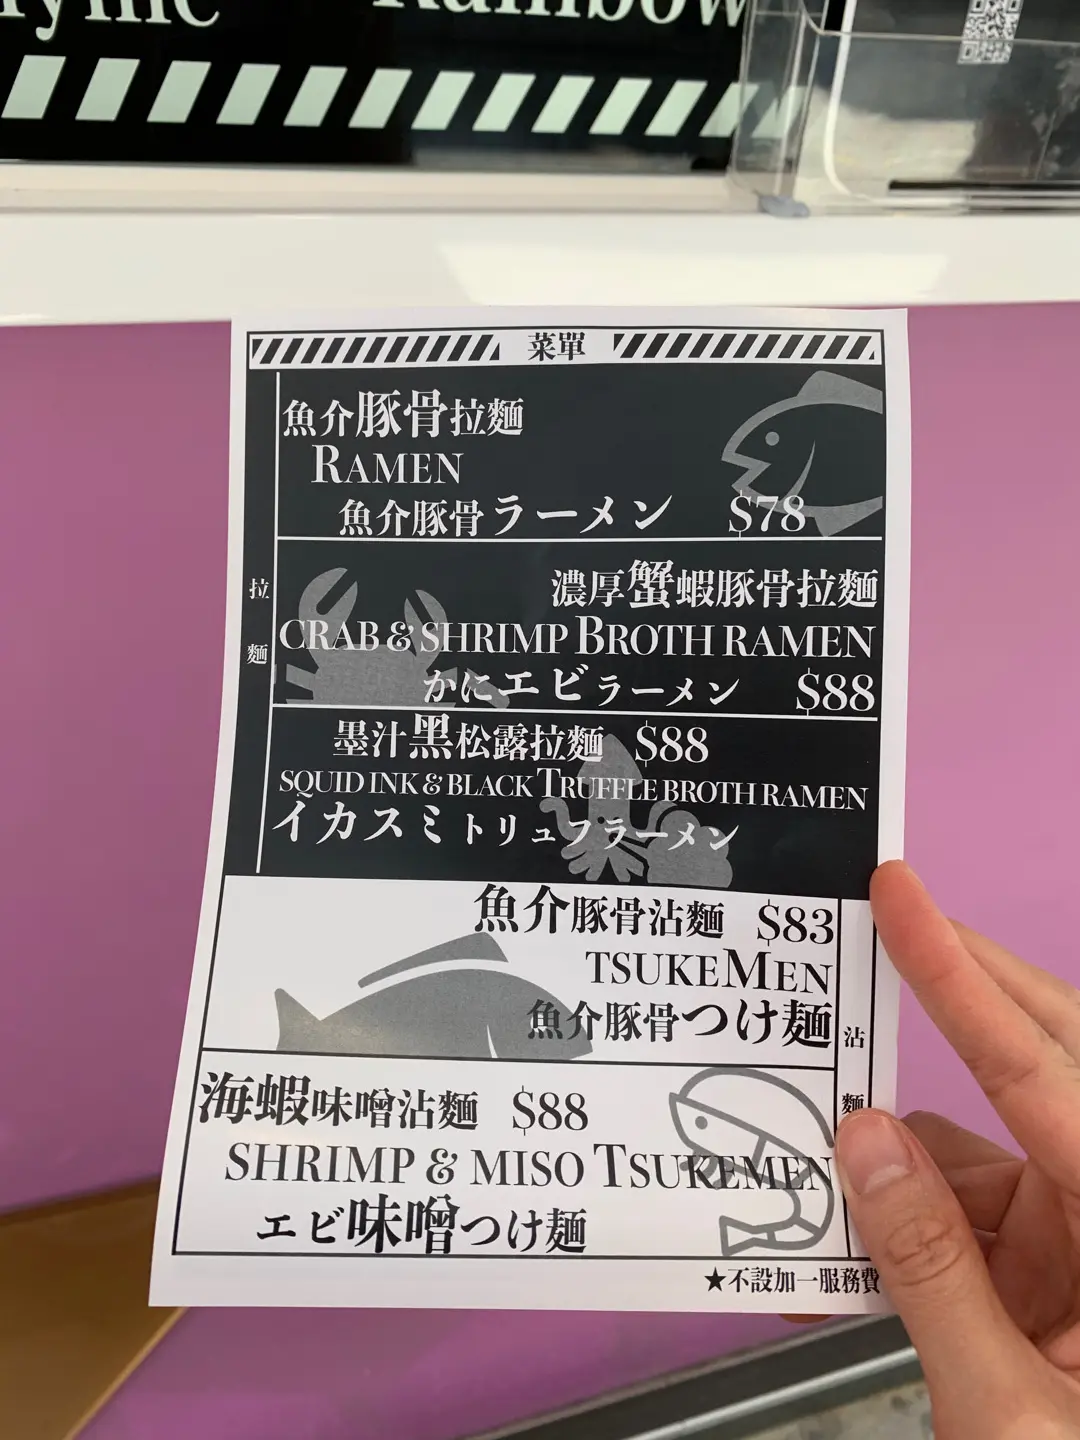 Rainbow
菜單
拉麵
魚介豚骨拉麵
RAMEN
魚介豚骨ラーメン $78
濃厚蟹蝦豚骨拉麵
CRAB & SHRIMP BROTH RAMEN
かにエビラーメン $88
墨汁黑松露拉麵 $88
SQUID INK & BLACK TRUFFLE BROTH RAMEN
イカスミトリュフラーメン
沾麵
魚介豚骨沾麵 $83
TSUKEMEN
魚介豚骨つけ麺
海蝦味噌沾麵 $88
SHRIMP & MISO TSUKEMEN
エビ味噌つけ麺
★不設加一服務費